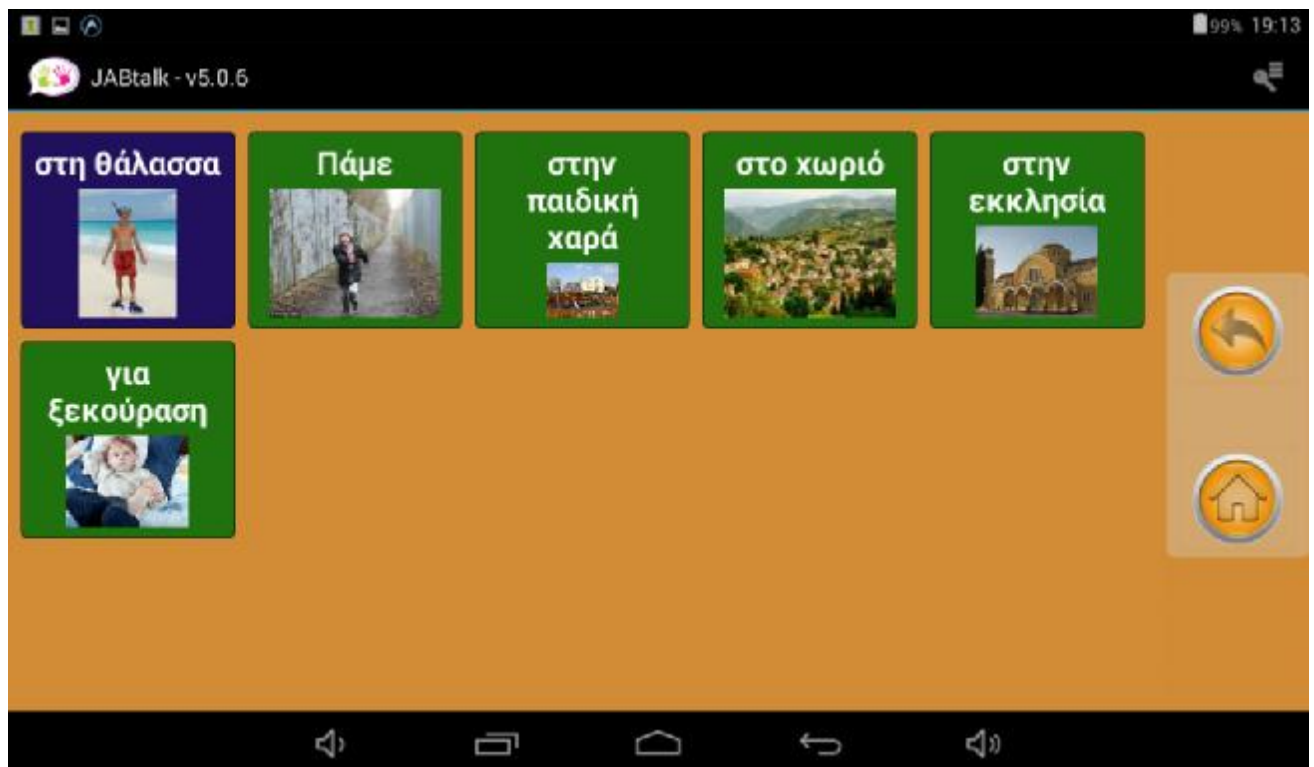 99% 19:13
JABtalk - v5.0.6
στη θάλασσα
Πάμε
στην
παιδική
χαρά
στο χωριό
στην
εκκλησία
για
ξεκούραση